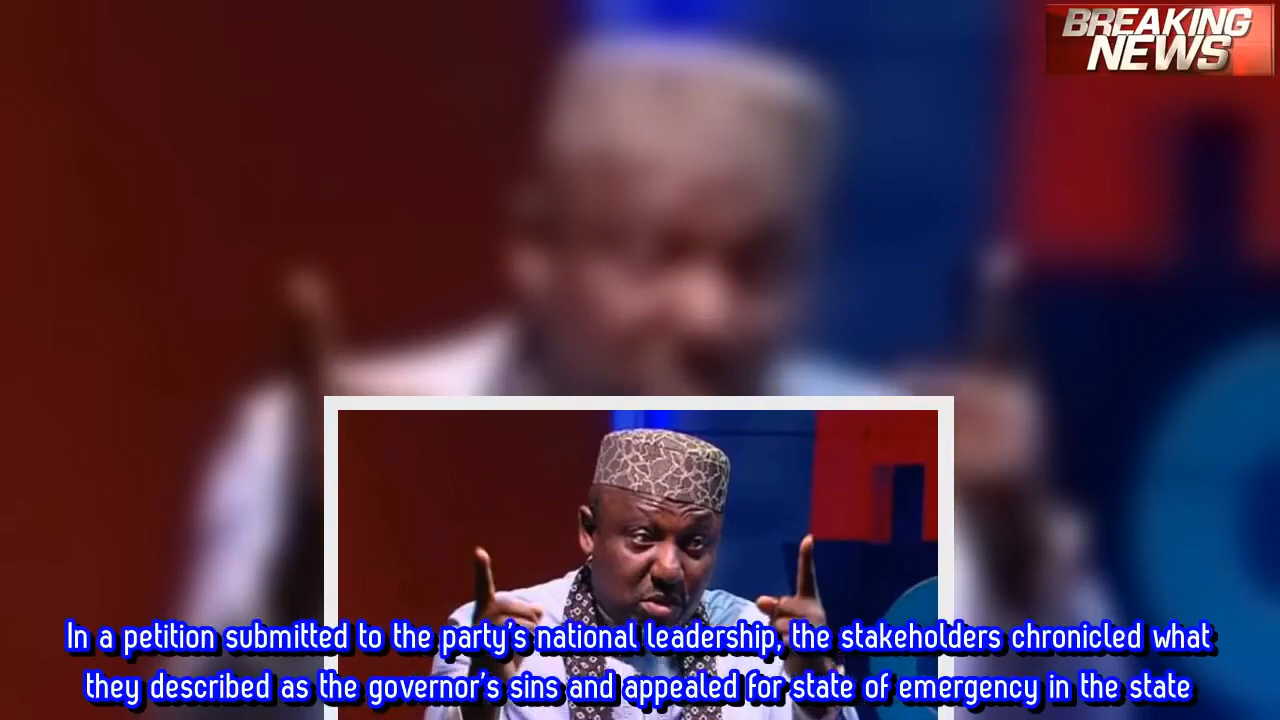 BREAKING
NEWS
In a petition submitted to the party's national leadership, the stakeholders chronicled what
they described as the governor's sins and appealed for state of emergency in the state